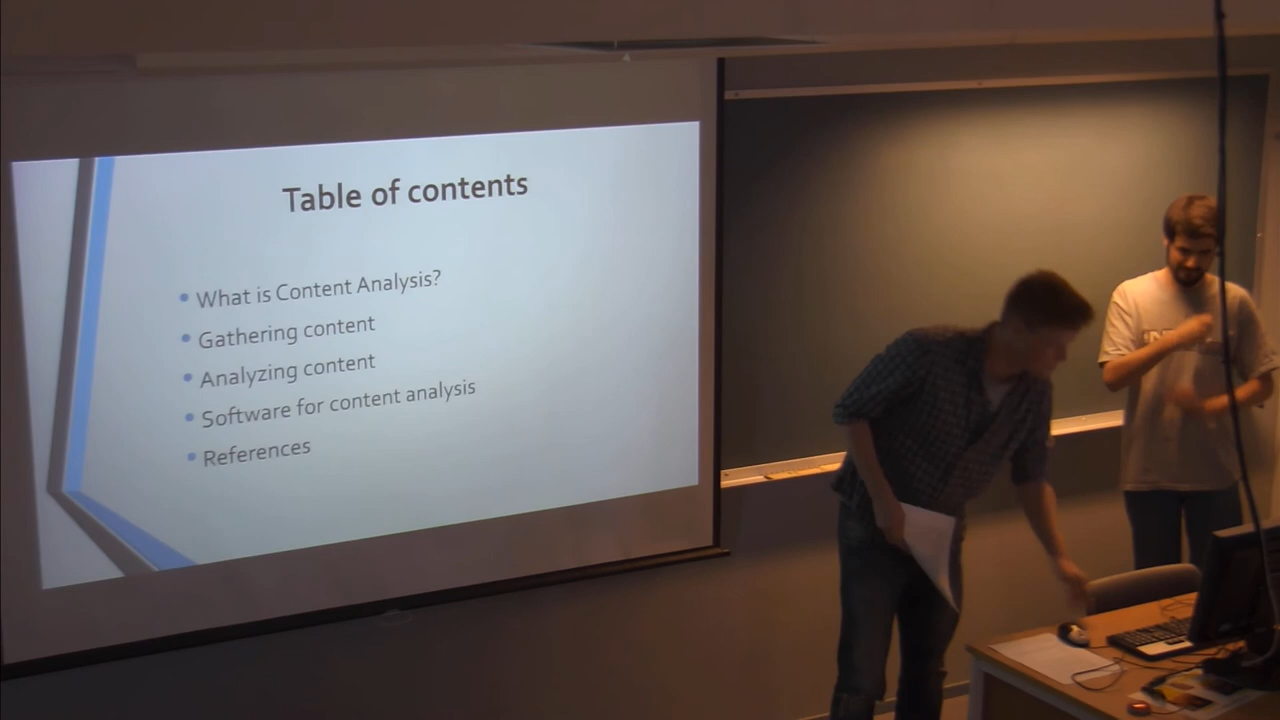 Table of contents
What is Content Analysis?
Gathering content
Analyzing content
Software for content analysis
References